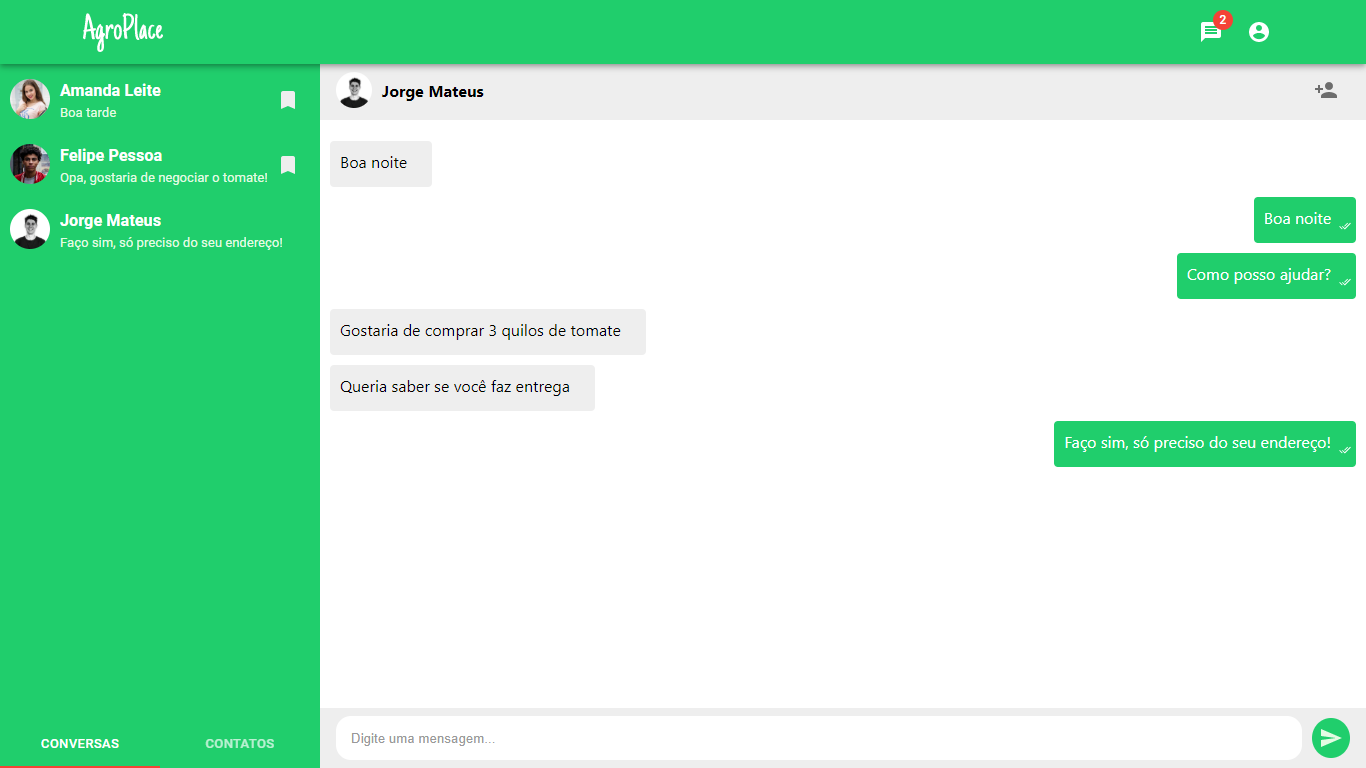 AgroPlace
2
Amanda Leite
Boa tarde
Felipe Pessoa
Opa, gostaria de negociar o tomate!
Jorge Mateus
Faço sim, só preciso do seu endereço!
CONVERSAS
CONTATOS
Jorge Mateus
Boa noite
Boa noite
Como posso ajudar?
Gostaria de comprar 3 quilos de tomate
Queria saber se você faz entrega
Faço sim, só preciso do seu endereço!
Digite uma mensagem...